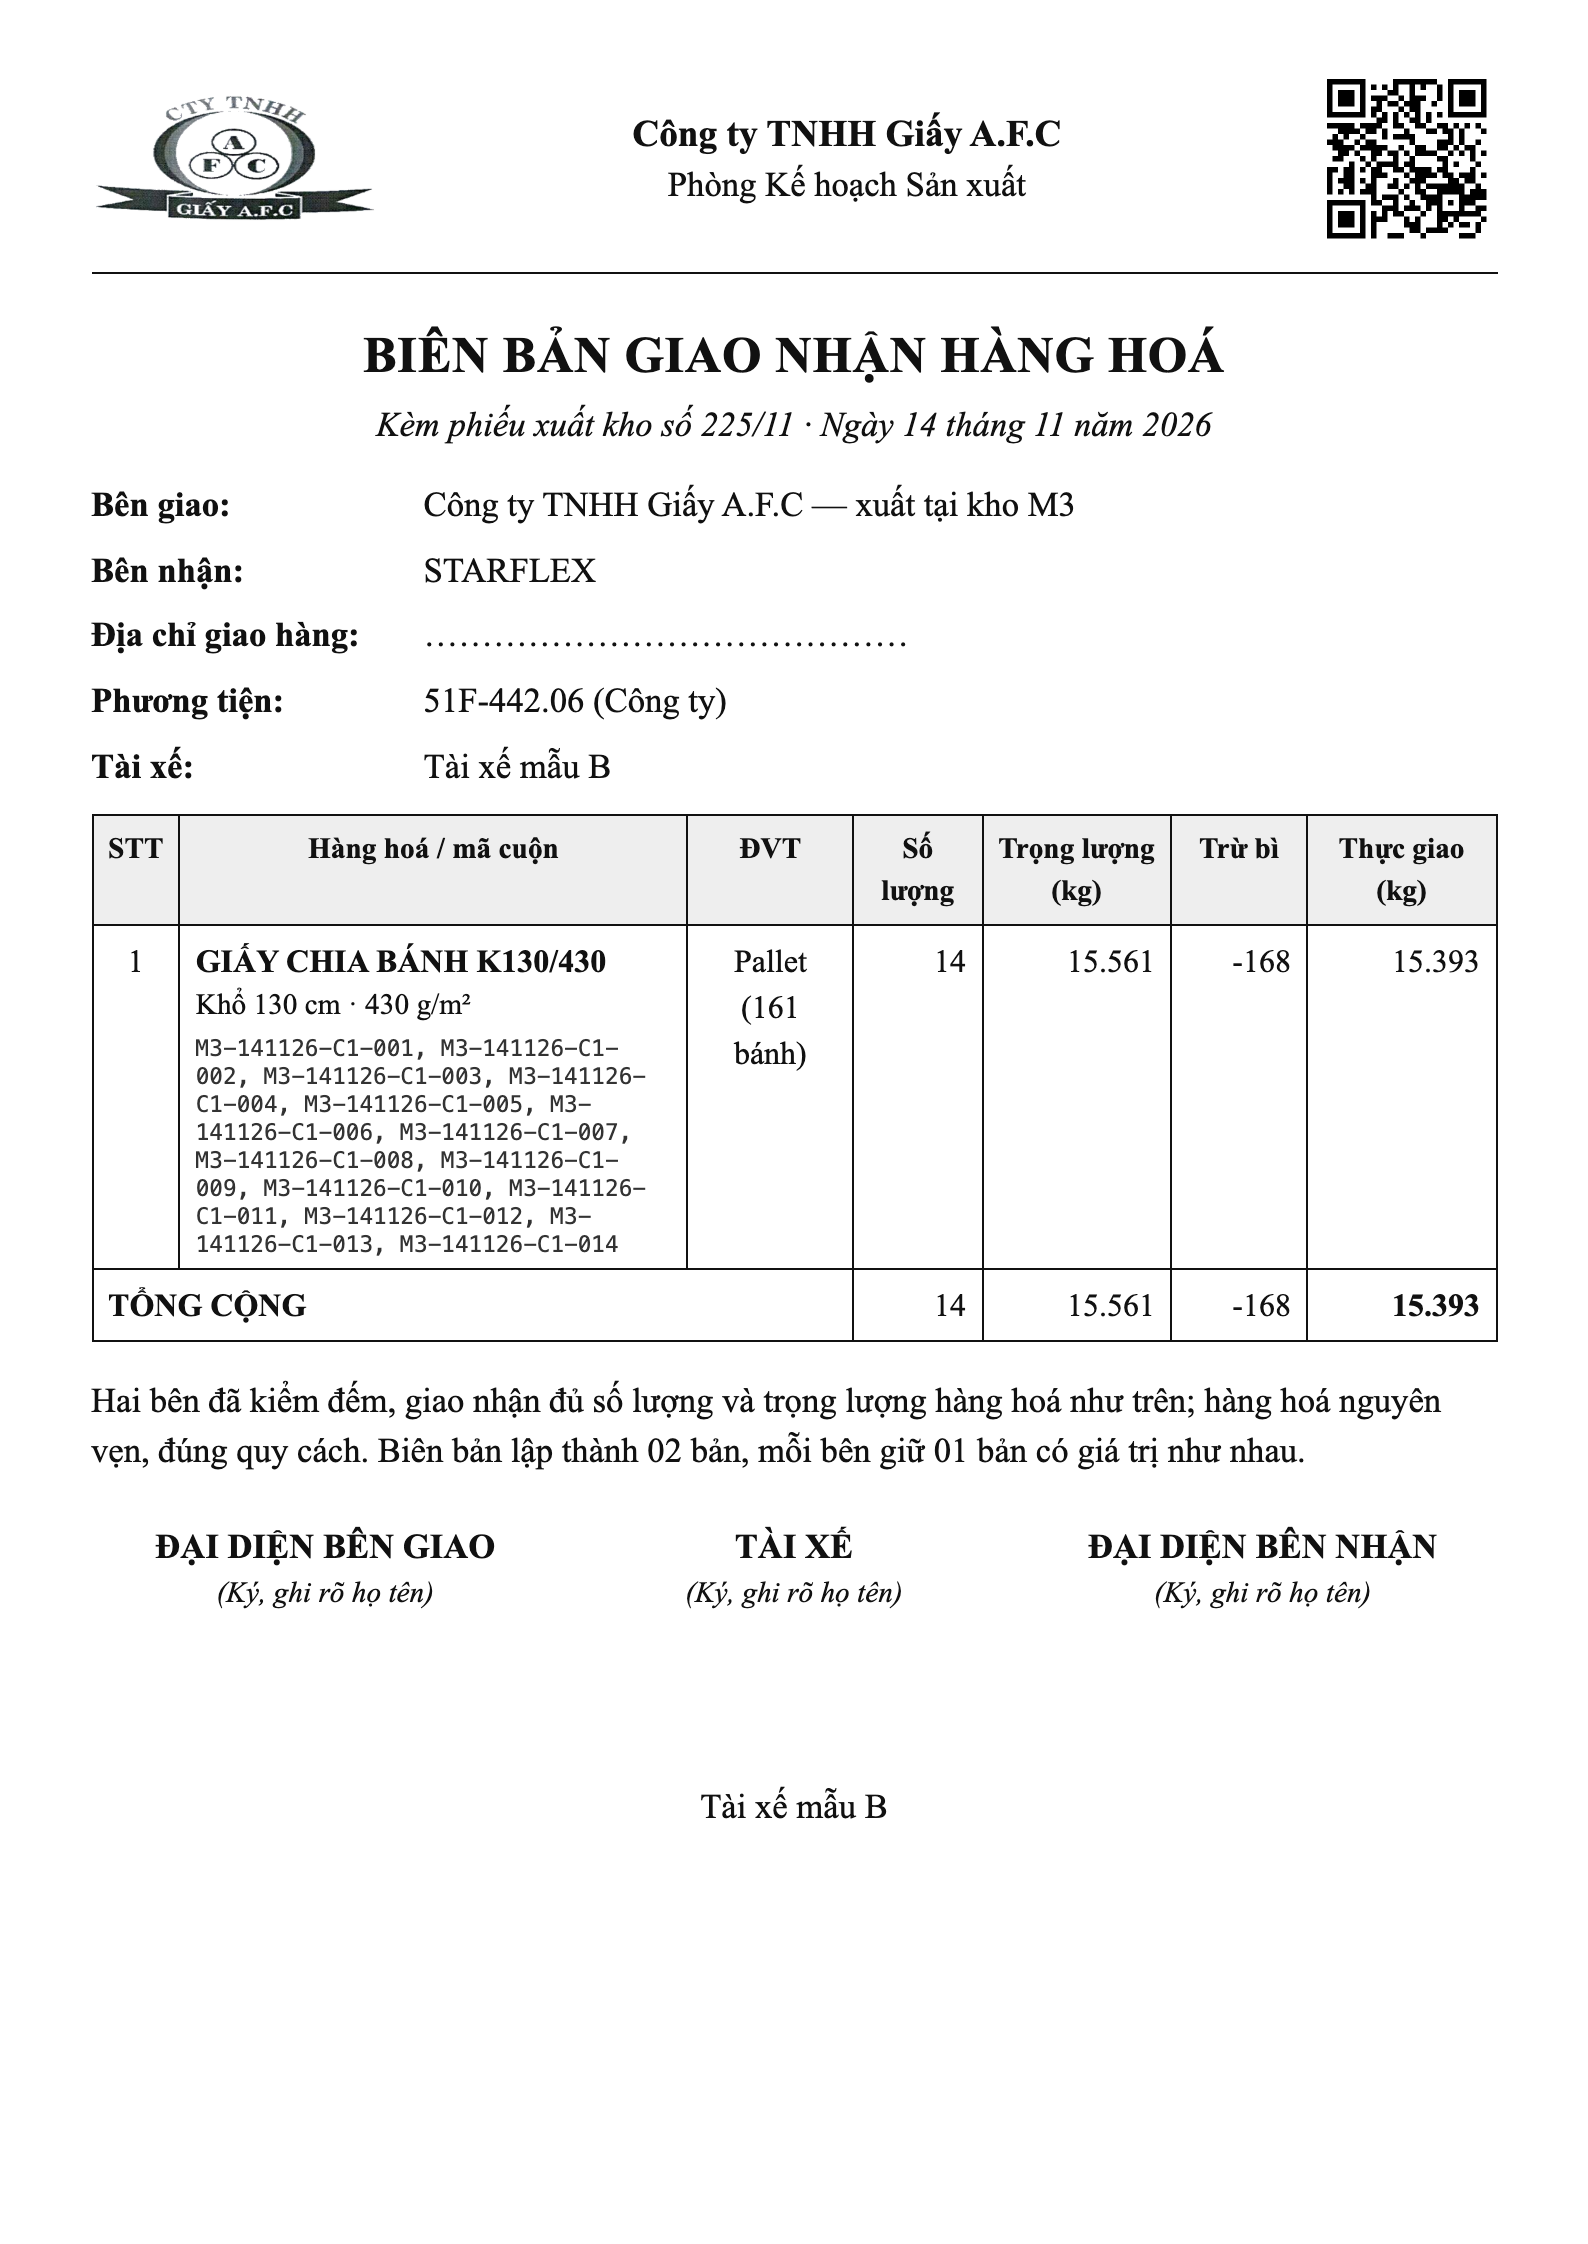 CTY TNHH
A
F C
GIẤY A.F.C
Công ty TNHH Giấy A.F.C
Phòng Kế hoạch Sản xuất
BIÊN BẢN GIAO NHẬN HÀNG HOÁ
Kèm phiếu xuất kho số 225/11 · Ngày 14 tháng 11 năm 2026
Bên giao: Công ty TNHH Giấy A.F.C — xuất tại kho M3
Bên nhận: STARFLEX
Địa chỉ giao hàng: ……………………………………
Phương tiện: 51F-442.06 (Công ty)
Tài xế: Tài xế mẫu B
STT Hàng hoá / mã cuộn ĐVT Số Trọng lượng Trừ bì Thực giao
lượng (kg) (kg)
1 GIẤY CHIA BÁNH K130/430 Pallet 14 15.561 -168 15.393
Khổ 130 cm · 430 g/m² (161
M3-141126-C1-001, M3-141126-C1- bánh)
002, M3-141126-C1-003, M3-141126-
C1-004, M3-141126-C1-005, M3-
141126-C1-006, M3-141126-C1-007,
M3-141126-C1-008, M3-141126-C1-
009, M3-141126-C1-010, M3-141126-
C1-011, M3-141126-C1-012, M3-
141126-C1-013, M3-141126-C1-014
TỔNG CỘNG 14 15.561 -168 15.393
Hai bên đã kiểm đếm, giao nhận đủ số lượng và trọng lượng hàng hoá như trên; hàng hoá nguyên
vẹn, đúng quy cách. Biên bản lập thành 02 bản, mỗi bên giữ 01 bản có giá trị như nhau.
ĐẠI DIỆN BÊN GIAO TÀI XẾ ĐẠI DIỆN BÊN NHẬN
(Ký, ghi rõ họ tên) (Ký, ghi rõ họ tên) (Ký, ghi rõ họ tên)
Tài xế mẫu B